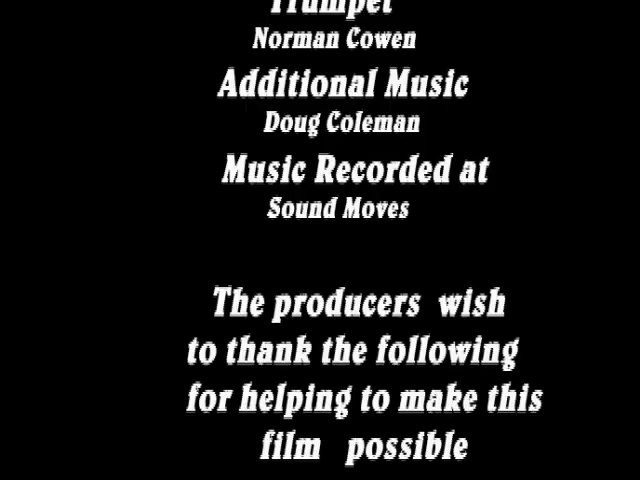 Trumpet
Norman Cowen
Additional Music
Doug Coleman
Music Recorded at
Sound Moves
The producers wish
to thank the following
for helping to make this
film possible